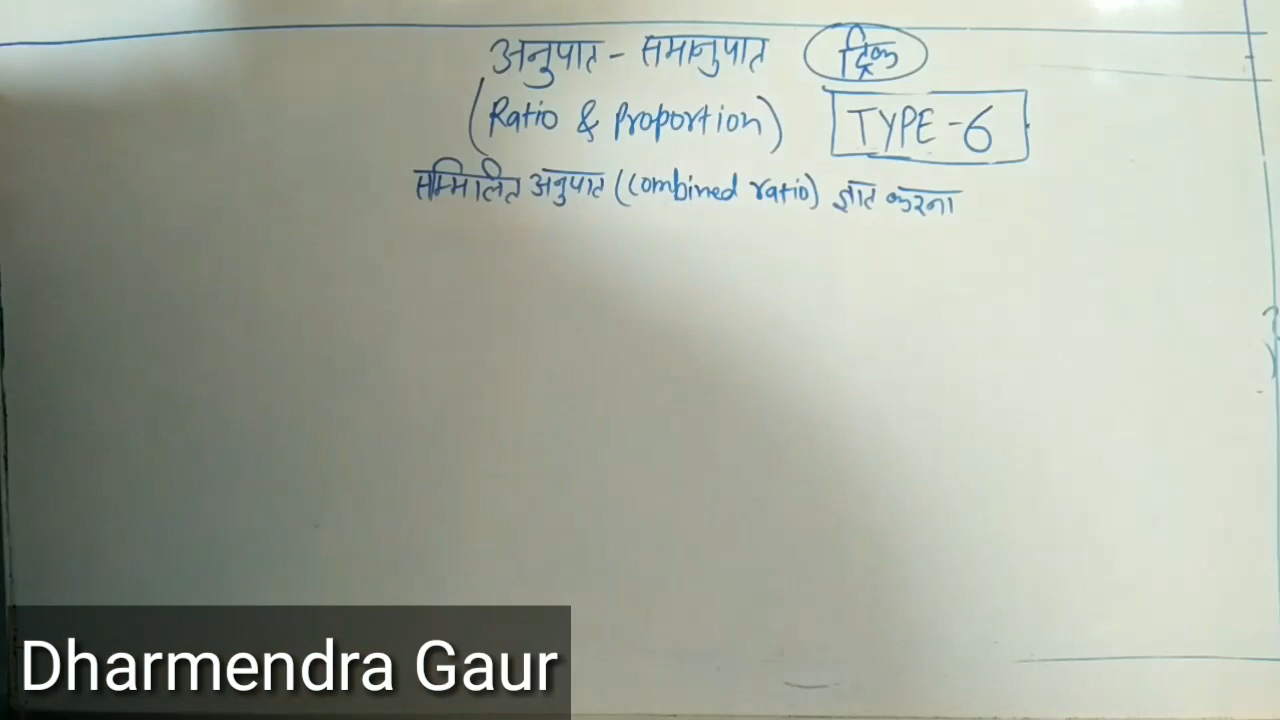 अनुपात - समानुपात ट्रिक
(Ratio & Proportion) TYPE-6
सम्मिलित अनुपात (combined ratio) ज्ञात करना
Dharmendra Gaur